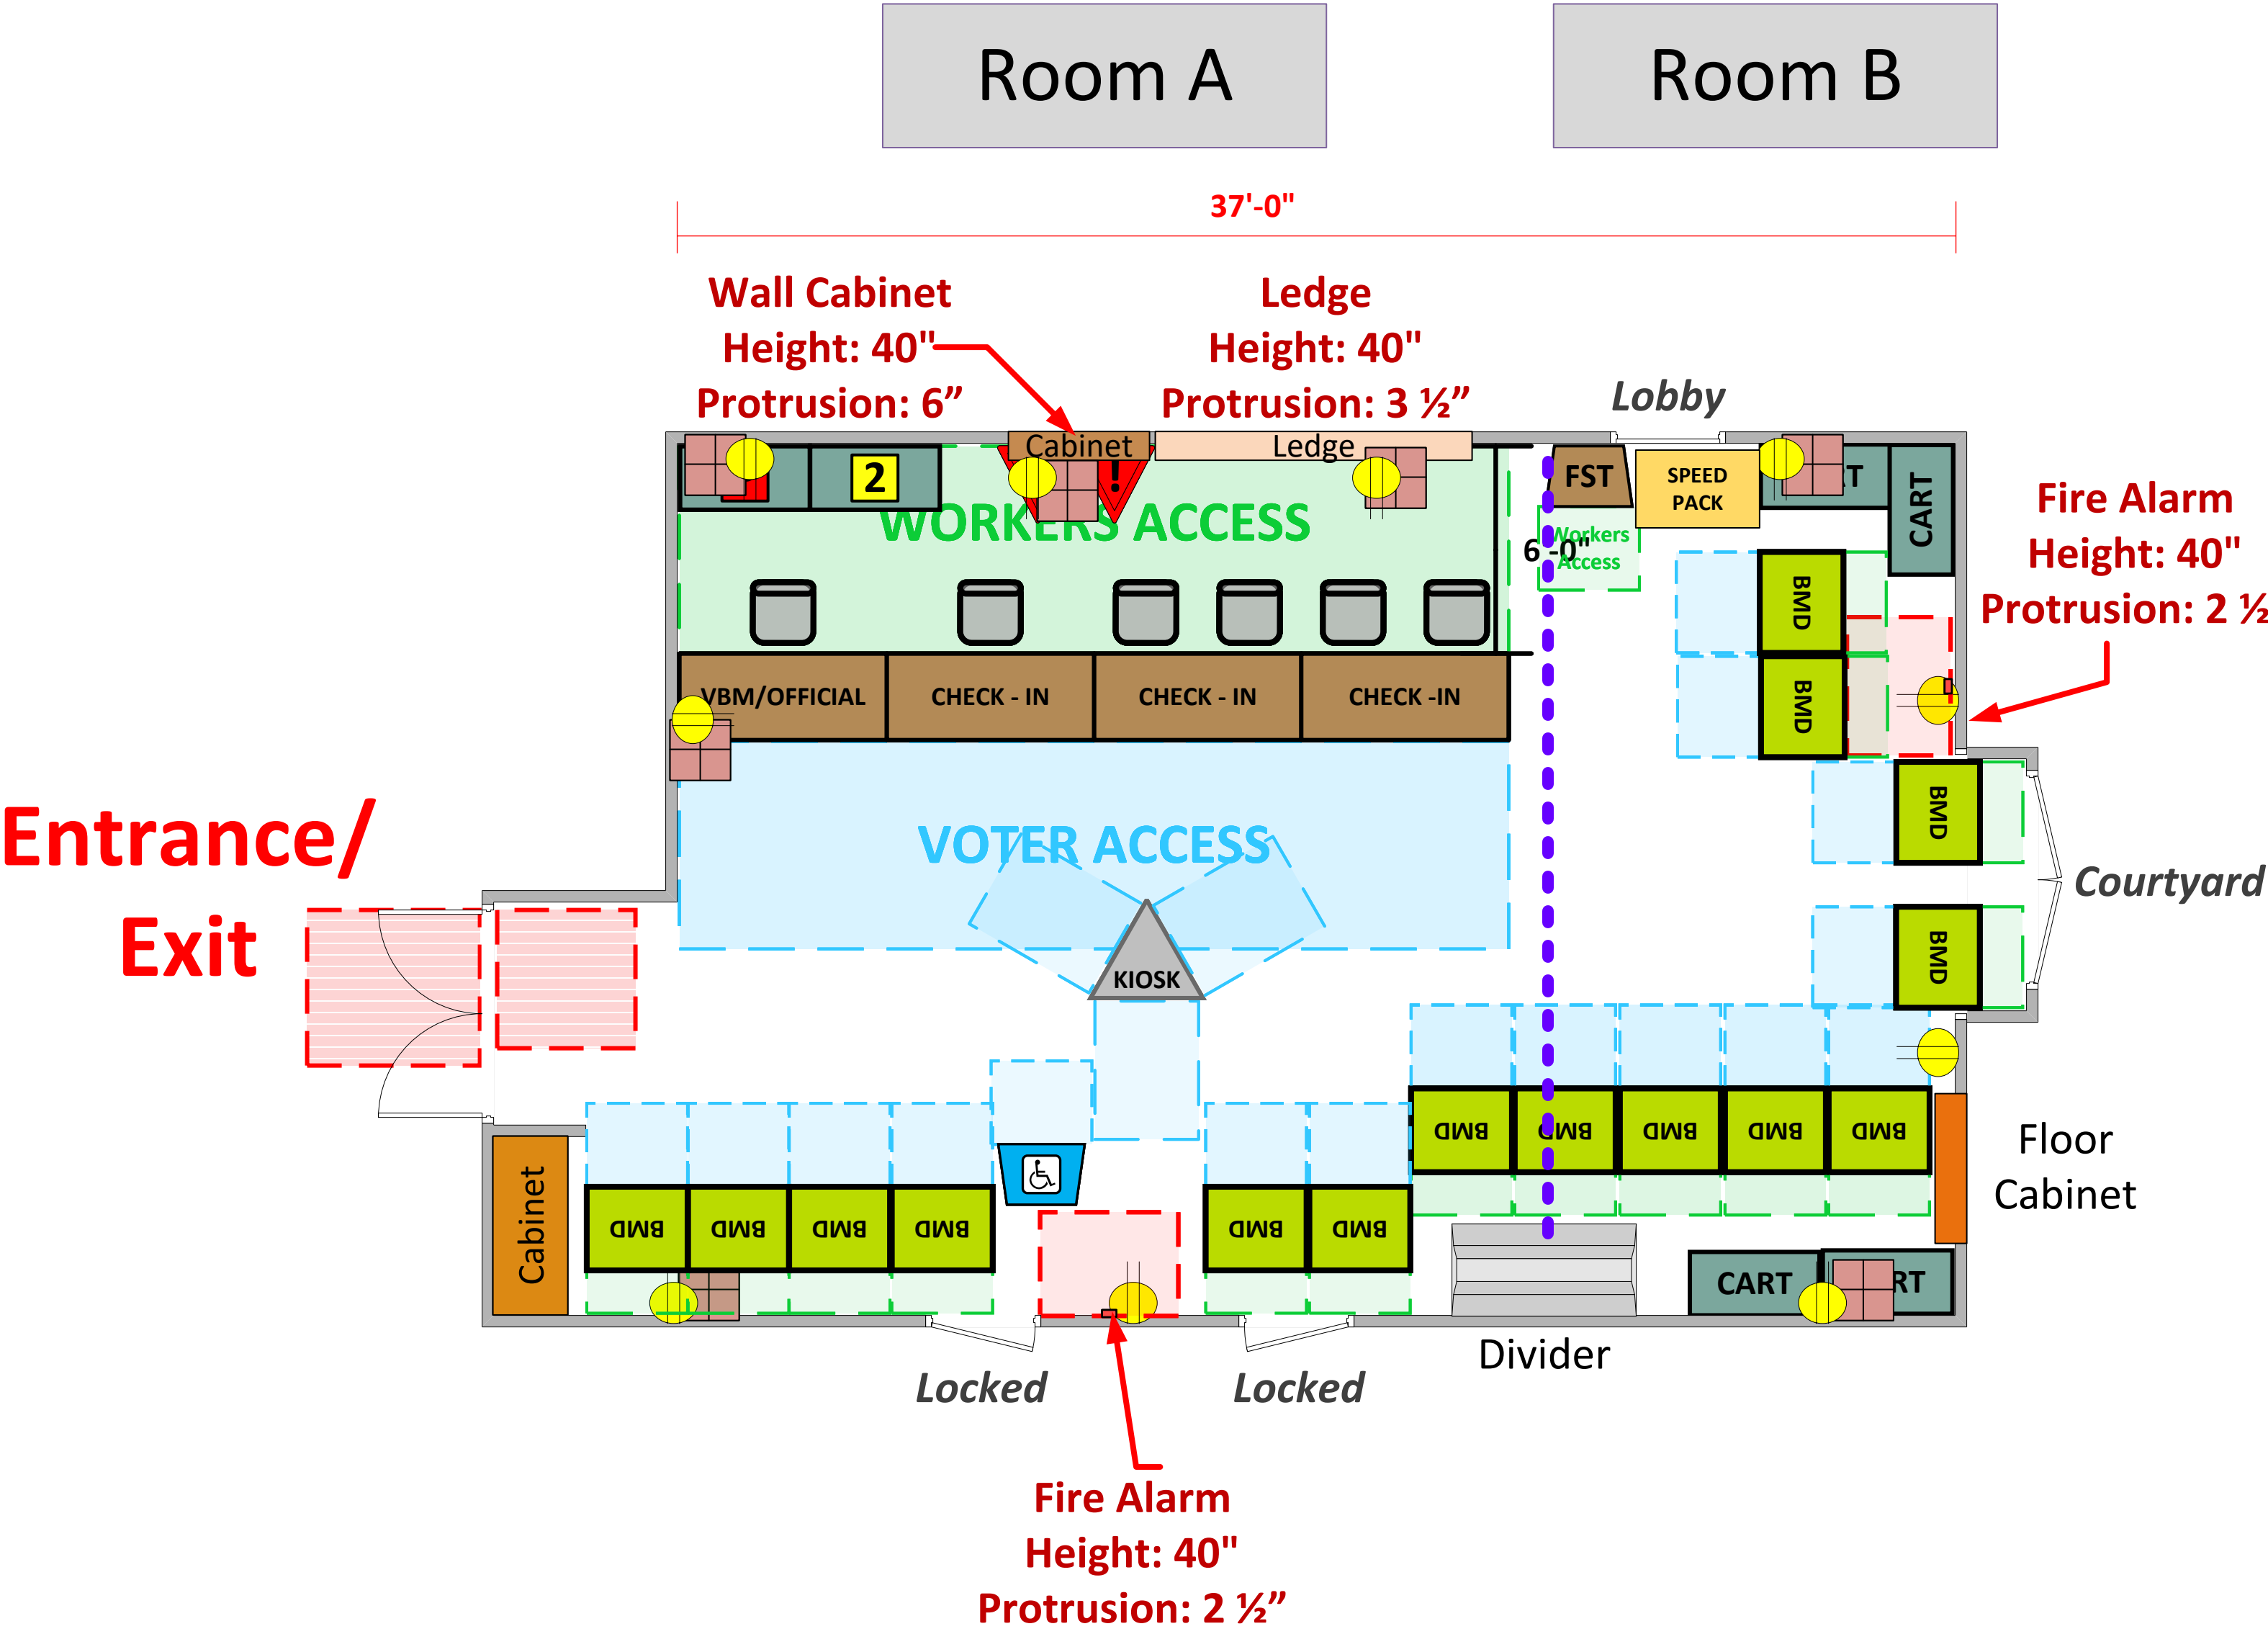 Room A
Room B
37'-0"
Wall Cabinet
Height: 40"
Protrusion: 6”
Ledge
Height: 40"
Protrusion: 3 ½”
Lobby
Cabinet
Ledge
!
2
WORKERS ACCESS
FST
SPEED
PACK
CART
Workers
Access
BMD
BMD
Fire Alarm
Height: 40"
Protrusion: 2 ½
VBM/OFFICIAL
CHECK - IN
CHECK - IN
CHECK -IN
VOTER ACCESS
BMD
BMD
Courtyard
Entrance/
Exit
KIOSK
BMD
BMD
BMD
BMD
BMD
Floor
Cabinet
Cabinet
BMD
BMD
BMD
BMD
BMD
BMD
CART
Divider
Locked
Locked
Fire Alarm
Height: 40"
Protrusion: 2 ½”